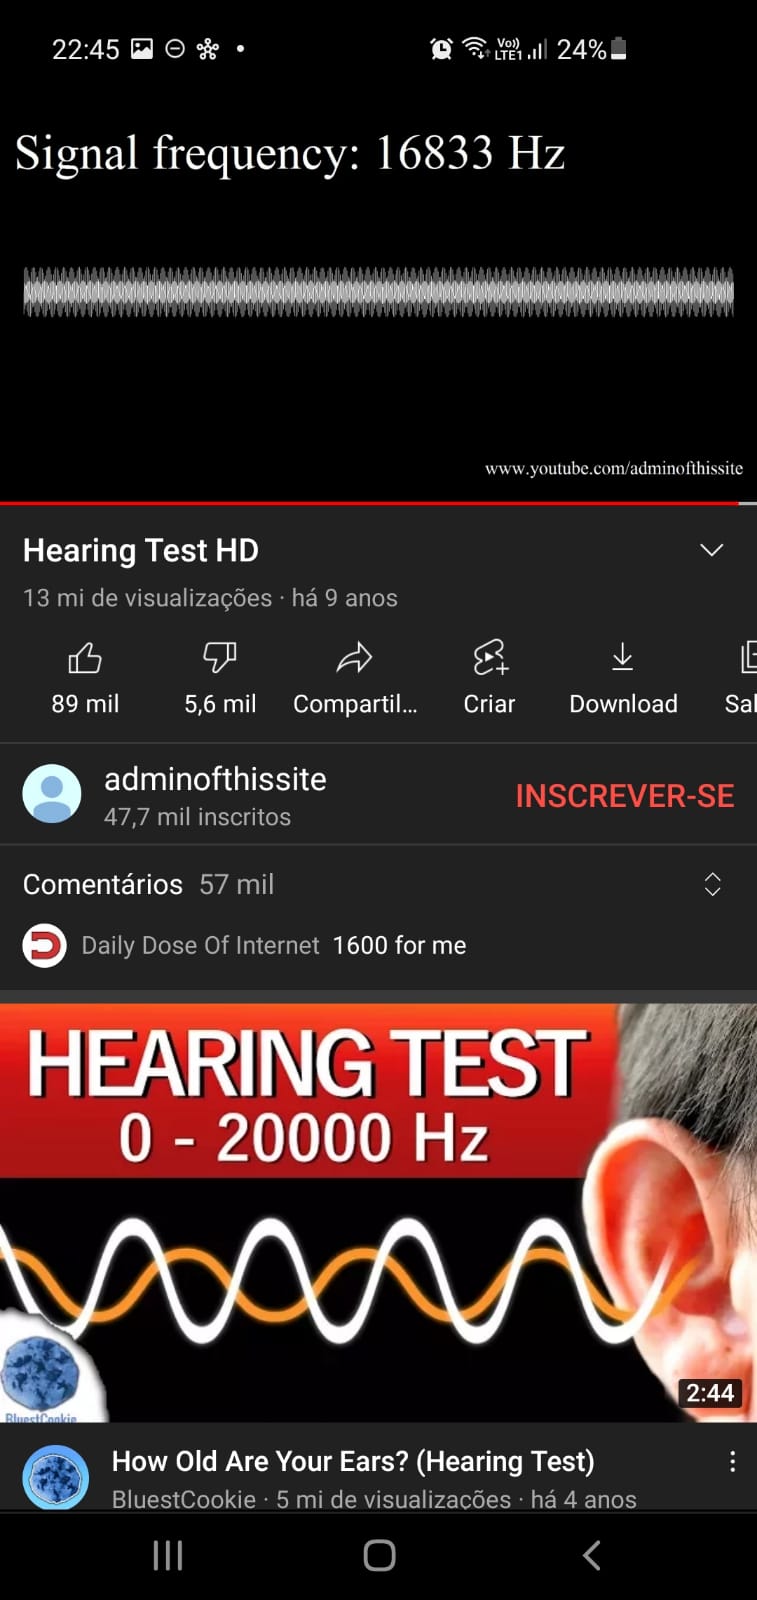 22:45
Vo))
LTE1
24%
Signal frequency: 16833 Hz
www.youtube.com/adminofthissite
Hearing Test HD
13 mi de visualizações · há 9 anos
89 mil
5,6 mil
Compartil...
Criar
Download
Sal
adminofthissite
47,7 mil inscritos
INSCREVER-SE
Comentários 57 mil
Daily Dose Of Internet 1600 for me
HEARING TEST
0 - 20000 Hz
BluestCookie
2:44
How Old Are Your Ears? (Hearing Test)
BluestCookie · 5 mi de visualizações · há 4 anos